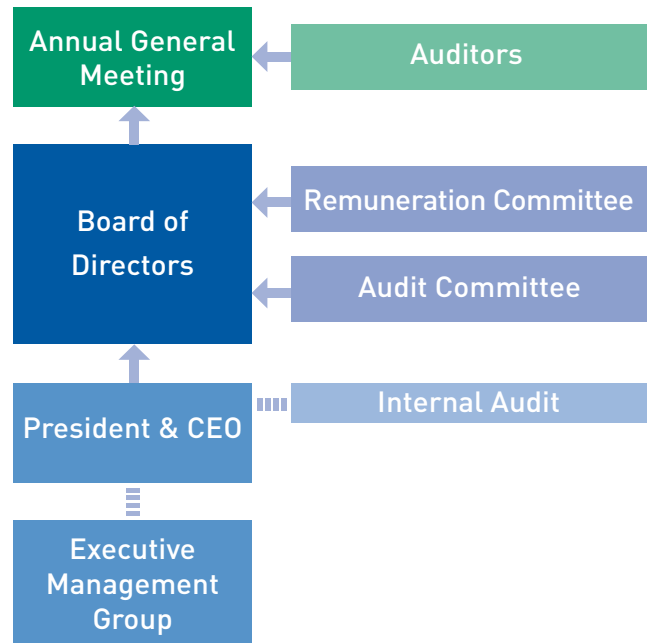 Annual General
Meeting
Auditors
Board of
Directors
Remuneration Committee
Audit Committee
President & CEO
Internal Audit
Executive
Management
Group